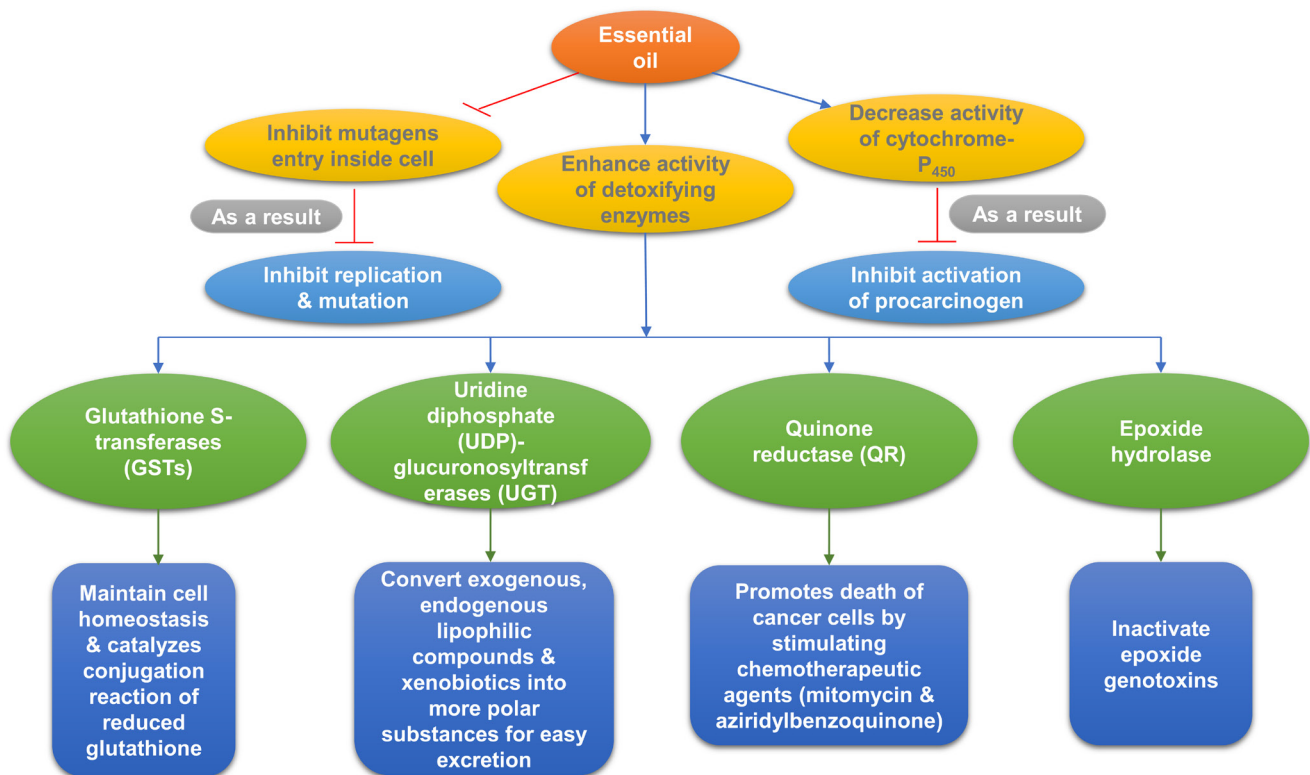 Essential
oil
Inhibit mutagens
entry inside cell
Enhance activity
of detoxifying
enzymes
Decrease activity
of cytochrome-
P450
As a result
As a result
Inhibit replication
& mutation
Inhibit activation
of procarcinogen
Glutathione S-
transferases
(GSTs)
Uridine
diphosphate
(UDP)-
glucuronosyltransf
erases (UGT)
Quinone
reductase (QR)
Epoxide
hydrolase
Maintain cell
homeostasis
& catalyzes
conjugation
reaction of
reduced
glutathione
Convert exogenous,
endogenous
lipophilic
compounds &
xenobiotics into
more polar
substances for easy
excretion
Promotes death of
cancer cells by
stimulating
chemotherapeutic
agents (mitomycin &
aziridylbenzoquinone)
Inactivate
epoxide
genotoxins